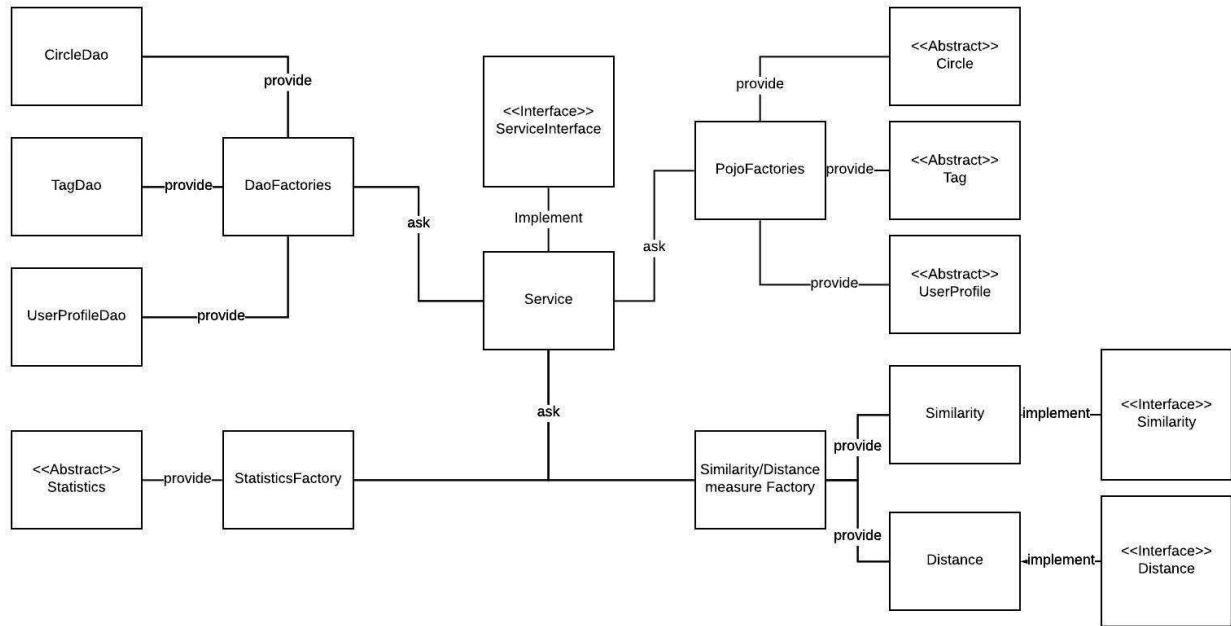 CircleDao
provide
<<Interface>>
ServiceInterface
<<Abstract>>
Circle
provide
TagDao
provide
DaoFactories
PojoFactories
provide
<<Abstract>>
Tag
Implement
ask
ask
UserProfileDao
provide
Service
provide
<<Abstract>>
UserProfile
ask
<<Abstract>>
Statistics
provide
StatisticsFactory
Similarity/Distance
measure Factory
provide
Similarity
implement
<<Interface>>
Similarity
provide
Distance
implement
<<Interface>>
Distance